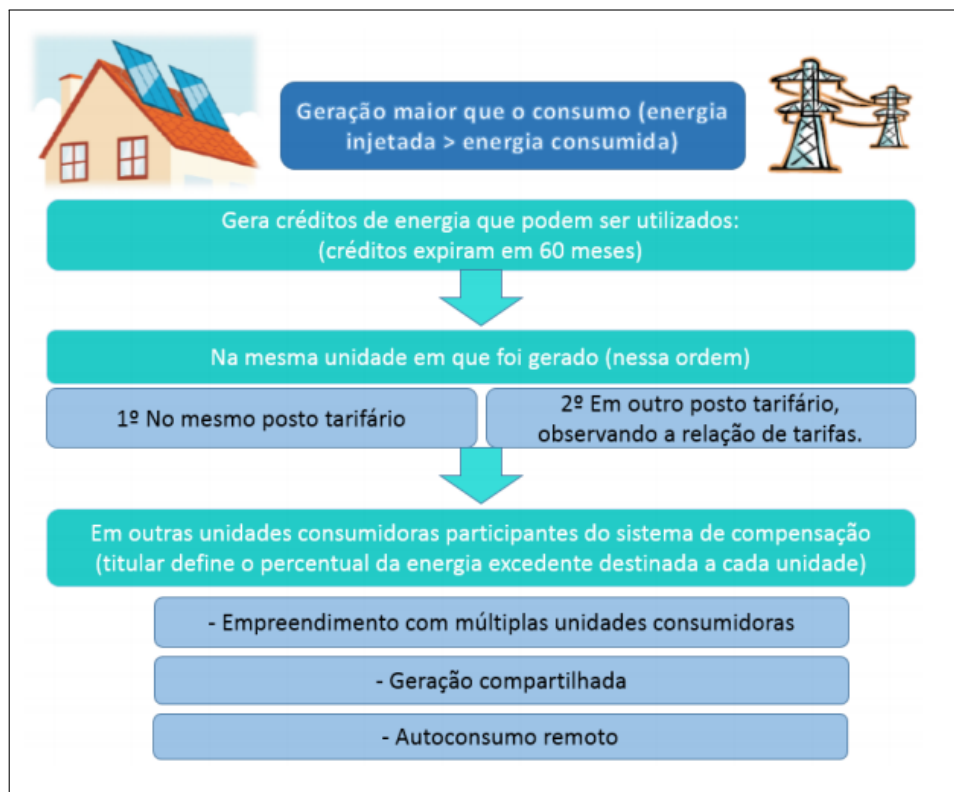 Geração maior que o consumo (energia
injetada > energia consumida)
Gera créditos de energia que podem ser utilizados:
(créditos expiram em 60 meses)
Na mesma unidade em que foi gerado (nessa ordem)
1º No mesmo posto tarifário
2º Em outro posto tarifário,
observando a relação de tarifas.
Em outras unidades consumidoras participantes do sistema de compensação
(titular define o percentual da energia excedente destinada a cada unidade)
- Empreendimento com múltiplas unidades consumidoras
- Geração compartilhada
- Autoconsumo remoto